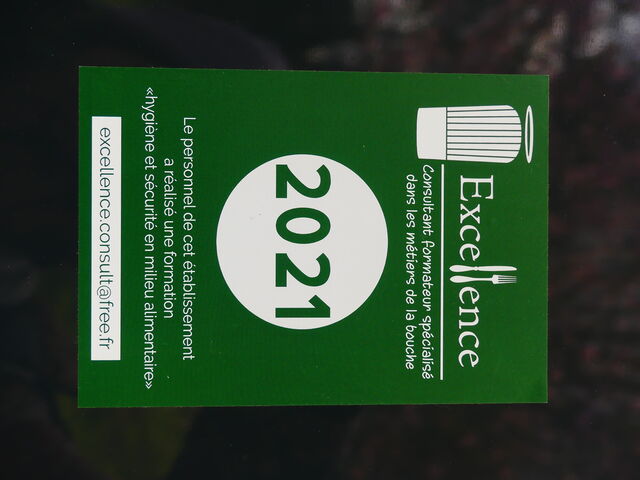 Excellence
Consultant formateur spécialisé
dans les métiers de la bouche
2021
Le personnel de cet établissement
a réalisé une formation
«hygiène et sécurité en milieu alimentaire»
excellence.consult@free.fr